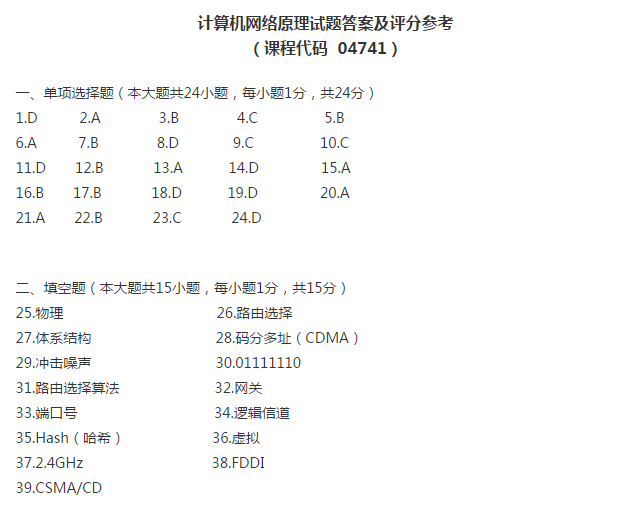 计算机网络原理试题答案及评分参考
（课程代码 04741）
一、单项选择题（本大题共24小题，每小题1分，共24分）
1.D 2.A 3.B 4.C 5.B
6.A 7.B 8.D 9.C 10.C
11.D 12.B 13.A 14.D 15.A
16.B 17.B 18.D 19.D 20.A
21.A 22.B 23.C 24.D
二、填空题（本大题共15小题，每小题1分，共15分）
25.物理 26.路由选择
27.体系结构 28.码分多址（CDMA）
29.冲击噪声 30.01111110
31.路由选择算法 32.网关
33.端口号 34.逻辑信道
35.Hash（哈希） 36.虚拟
37.2.4GHz 38.FDDI
39.CSMA/CD